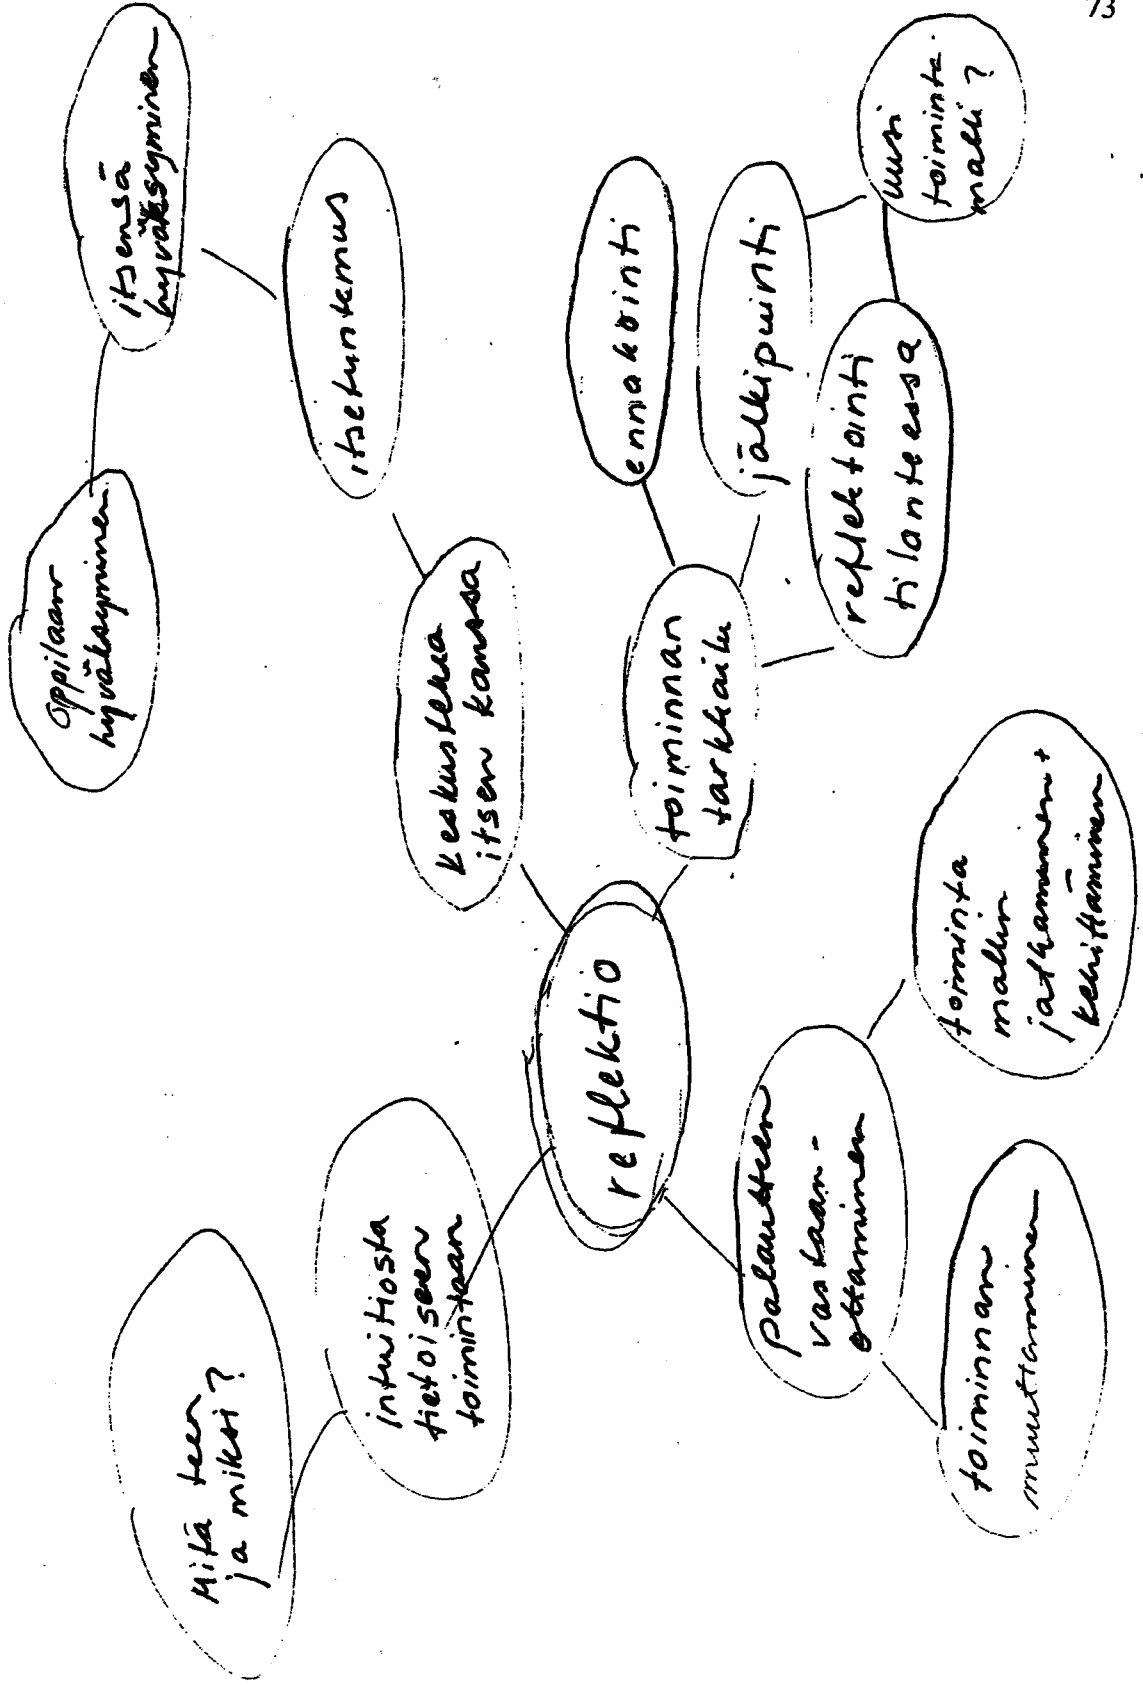 73
Mitä teen
ja miksi?
intuitiosta
tietoiseen
toimintaan
reflektio
keskustelua
itsen kanssa
itsetuntemus
itsensä
hyväksyminen
oppilaan
hyväksyminen
toiminnan
tarkkailu
ennakointi
jälkipuinti
reflektointi
tilanteessa
uusi
toiminta-
malli?
palautteen
vastaan-
ottaminen
toiminnan
muuttaminen
toiminta
mallin
jatkaminen +
kehittäminen